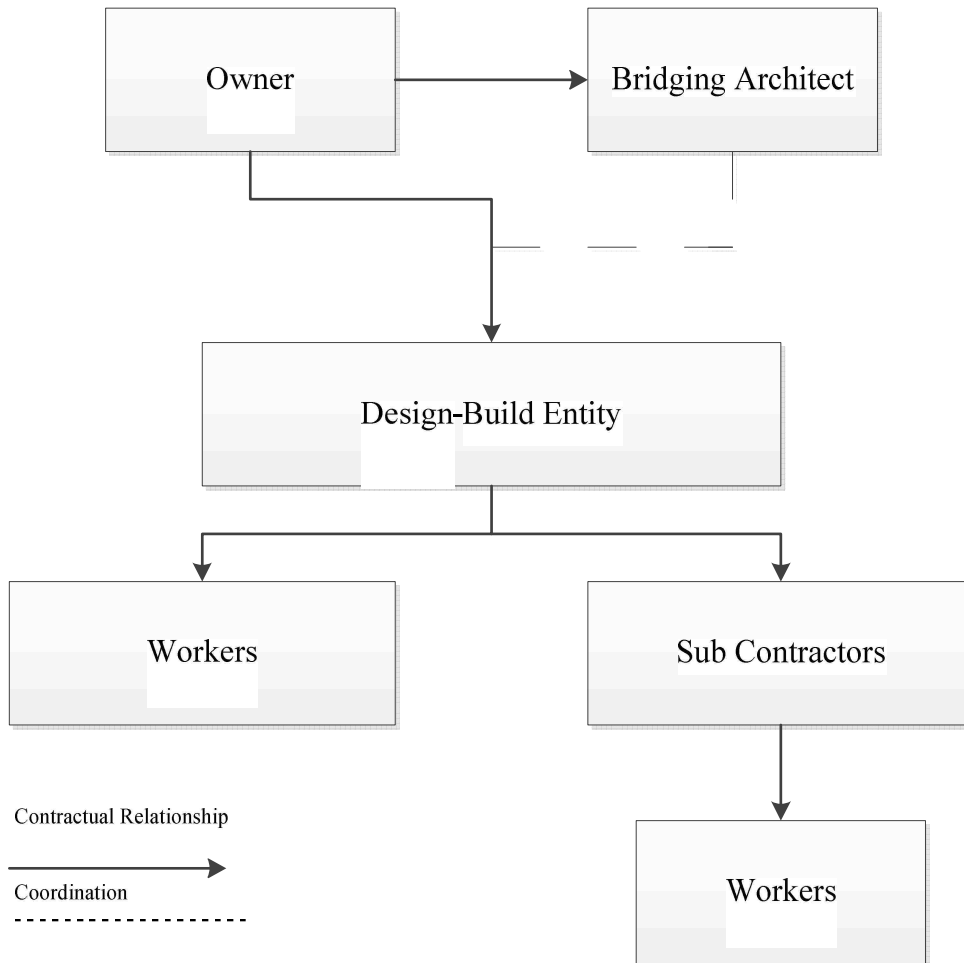 Owner
Bridging Architect
Design-Build Entity
Workers
Sub Contractors
Contractual Relationship
Coordination
Workers